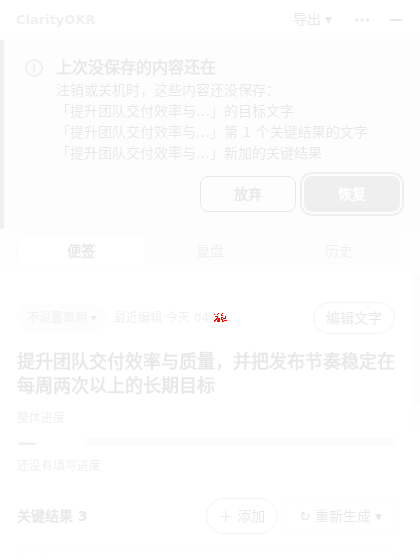 ClarityOKR
导出 ▾ ··· −
上次没保存的内容还在
注销或关机时，这些内容还没保存：
「提升团队交付效率与…」的目标文字
「提升团队交付效率与…」第 1 个关键结果的文字
「提升团队交付效率与…」新加的关键结果
放弃
恢复
便签
复盘
历史
不设置周期 ▾
最近编辑 今天 04
编辑文字
提升团队交付效率与质量，并把发布节奏稳定在
每周两次以上的长期目标
整体进度
还没有填写进度
关键结果 3
＋ 添加
↻ 重新生成 ▾